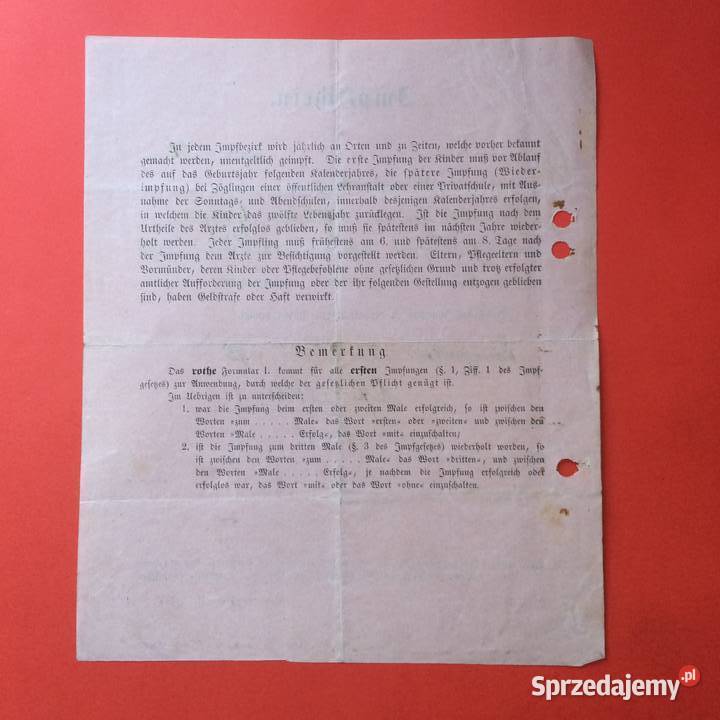 In jedem Impfbezirk wird jährlich an Orten und zu Zeiten, welche vorher bekannt
gemacht werden, unentgeltlich geimpft. Die erste Impfung der Kinder muß vor Ablauf
des auf das Geburtsjahr folgenden Kalenderjahres, die spätere Impfung (Wieder-
impfung) bei Zöglingen einer öffentlichen Lehranstalt oder einer Privatschule, mit Aus-
nahme der Sonntags- und Abendschulen, innerhalb desjenigen Kalenderjahres erfolgen,
in welchem die Kinder das zwölfte Lebensjahr zurücklegen. Ist die Impfung nach dem
Urtheile des Arztes erfolglos geblieben, so muß sie spätestens im nächsten Jahre wieder-
holt werden. Jeder Impfling muß frühestens am 6. und spätestens am 8. Tage nach
der Impfung dem Arzte zur Besichtigung vorgestellt werden. Eltern, Pflegeeltern und
Vormünder, deren Kinder oder Pflegebefohlene ohne gesetzlichen Grund und trotz erfolgter
amtlicher Aufforderung der Impfung oder der ihr folgenden Gestellung entzogen geblieben
sind, haben Geldstrafe oder Haft verwirkt.
Bemerkung
Das rothe Formular I. kommt für alle ersten Impfungen (§. 1, Ziff. 1 des Impf-
gesetzes) zur Anwendung, durch welche der gesetzlichen Pflicht genügt ist.
Im Uebrigen ist zu unterscheiden:
1. war die Impfung beim ersten oder zweiten Male erfolgreich, so ist zwischen den
Worten »zum . . . . . Male« das Wort »ersten« oder »zweiten« und zwischen den
Worten »Male . . . . . Erfolg«, das Wort »mit« einzuschalten;
2. ist die Impfung zum dritten Male (§. 3 des Impfgesetzes) wiederholt worden, so
ist zwischen den Worten »zum . . . . . Male« das Wort »dritten«, und zwischen
den Worten »Male . . . . . Erfolg«, je nachdem die Impfung erfolgreich oder
erfolglos war, das Wort »mit« oder das Wort »ohne« einzuschalten.
Sprzedajemy.pl